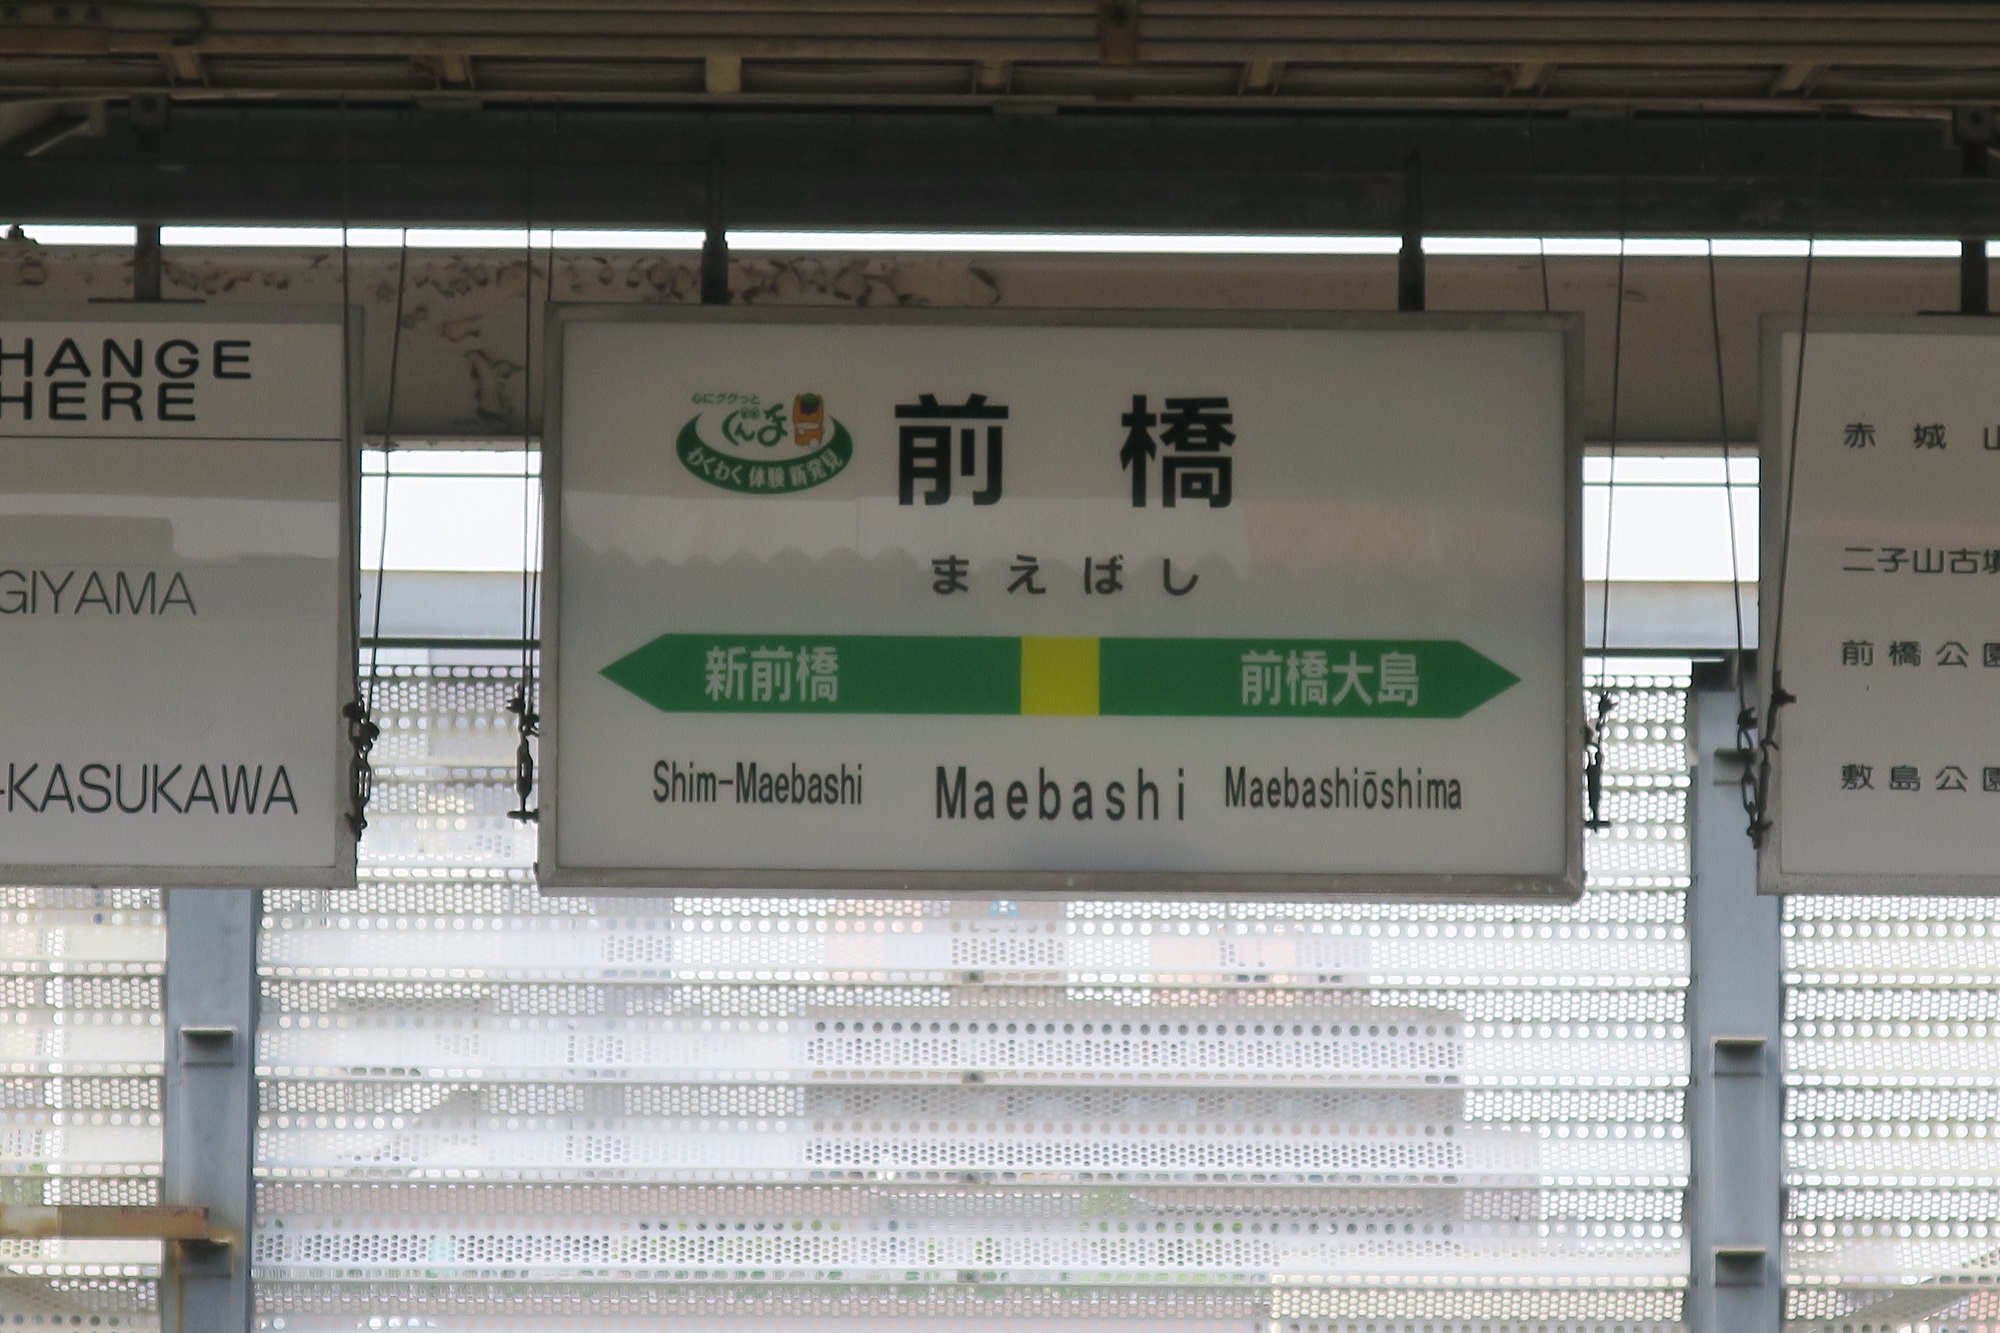 HANGE
HERE
GIYAMA
-KASUKAWA
心にググっと
ぐんま
わくわく 体験 新発見
前橋
まえばし
新前橋
前橋大島
Shim-Maebashi
Maebashi
Maebashiōshima
赤城山
二子山古墳
前橋公園
敷島公園